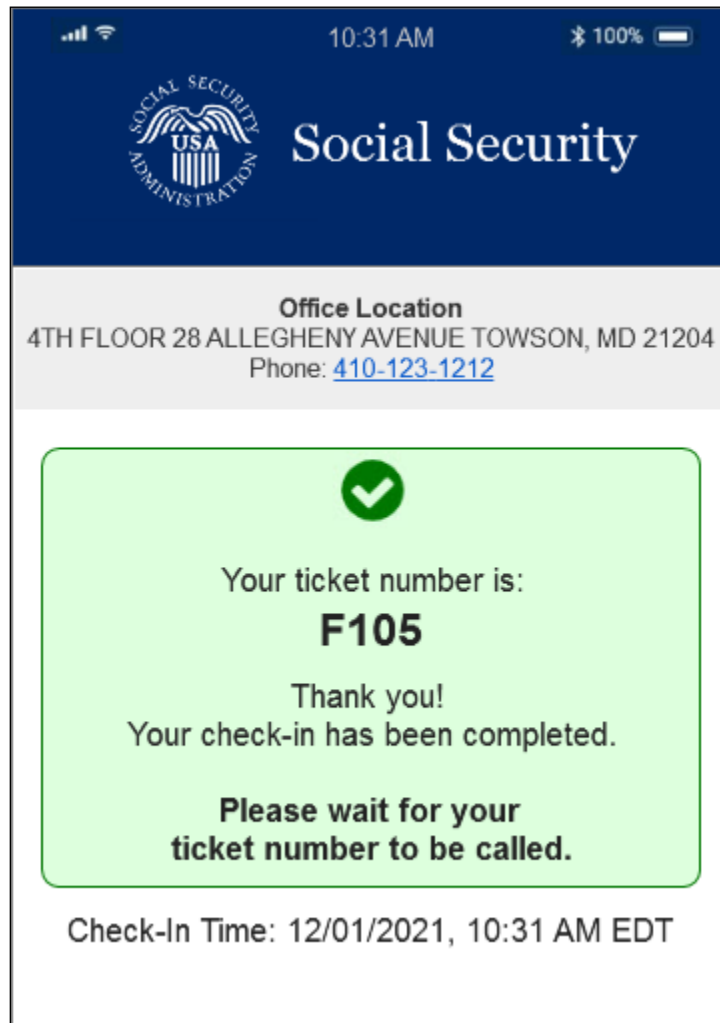 10:31 AM
100%
SOCIAL SECURITY ADMINISTRATION
USA
Social Security
Office Location
4TH FLOOR 28 ALLEGHENY AVENUE TOWSON, MD 21204
Phone: 410-123-1212
Your ticket number is:
F105
Thank you!
Your check-in has been completed.
Please wait for your
ticket number to be called.
Check-In Time: 12/01/2021, 10:31 AM EDT